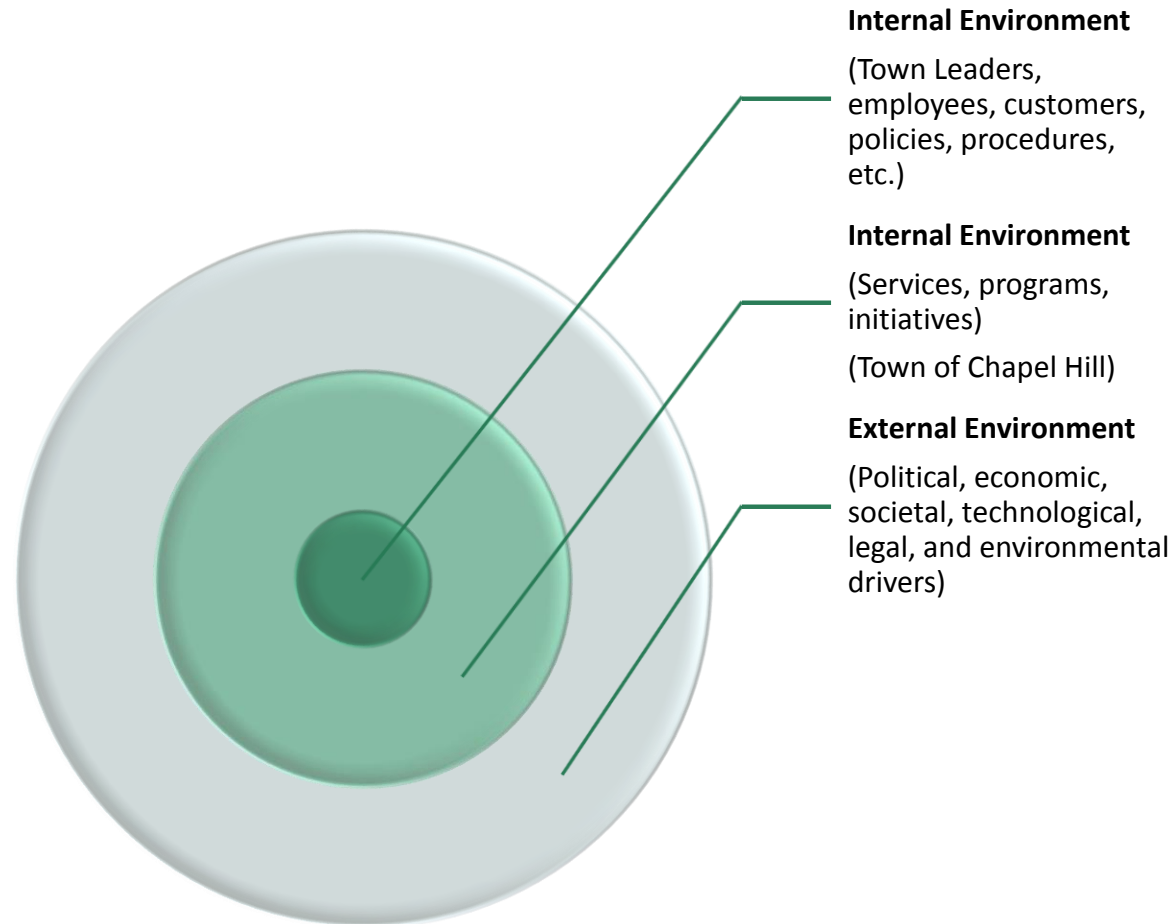 Internal Environment
(Town Leaders,
employees, customers,
policies, procedures,
etc.)
Internal Environment
(Services, programs,
initiatives)
(Town of Chapel Hill)
External Environment
(Political, economic,
societal, technological,
legal, and environmental
drivers)